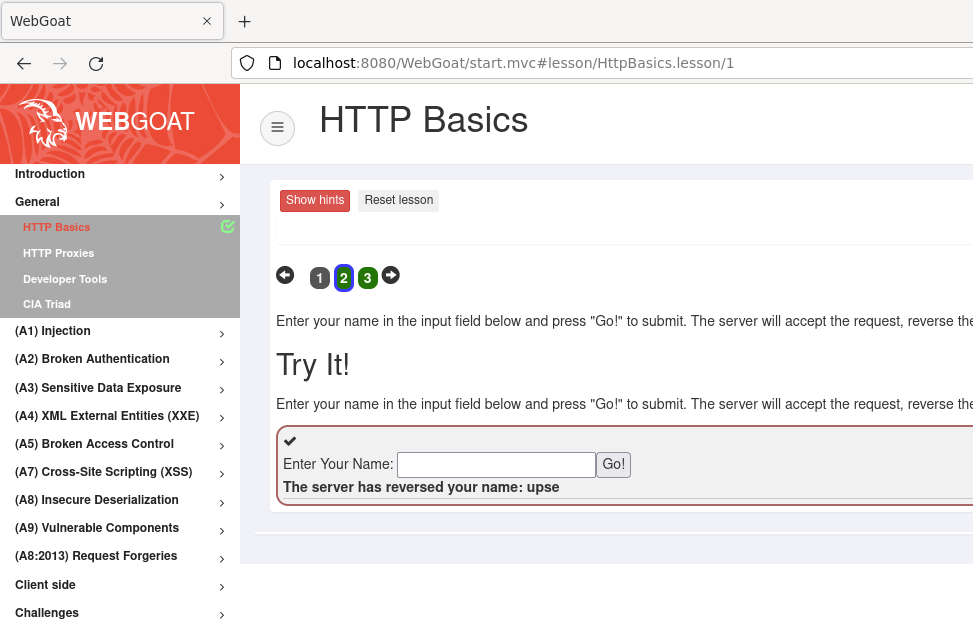 WebGoat
localhost:8080/WebGoat/start.mvc#lesson/HttpBasics.lesson/1
WEBGOAT
HTTP Basics
Introduction
General
HTTP Basics
HTTP Proxies
Developer Tools
CIA Triad
(A1) Injection
(A2) Broken Authentication
(A3) Sensitive Data Exposure
(A4) XML External Entities (XXE)
(A5) Broken Access Control
(A7) Cross-Site Scripting (XSS)
(A8) Insecure Deserialization
(A9) Vulnerable Components
(A8:2013) Request Forgeries
Client side
Challenges
Show hints Reset lesson
1 2 3
Enter your name in the input field below and press "Go!" to submit. The server will accept the request, reverse the
Try It!
Enter your name in the input field below and press "Go!" to submit. The server will accept the request, reverse the
Enter Your Name: Go!
The server has reversed your name: upse